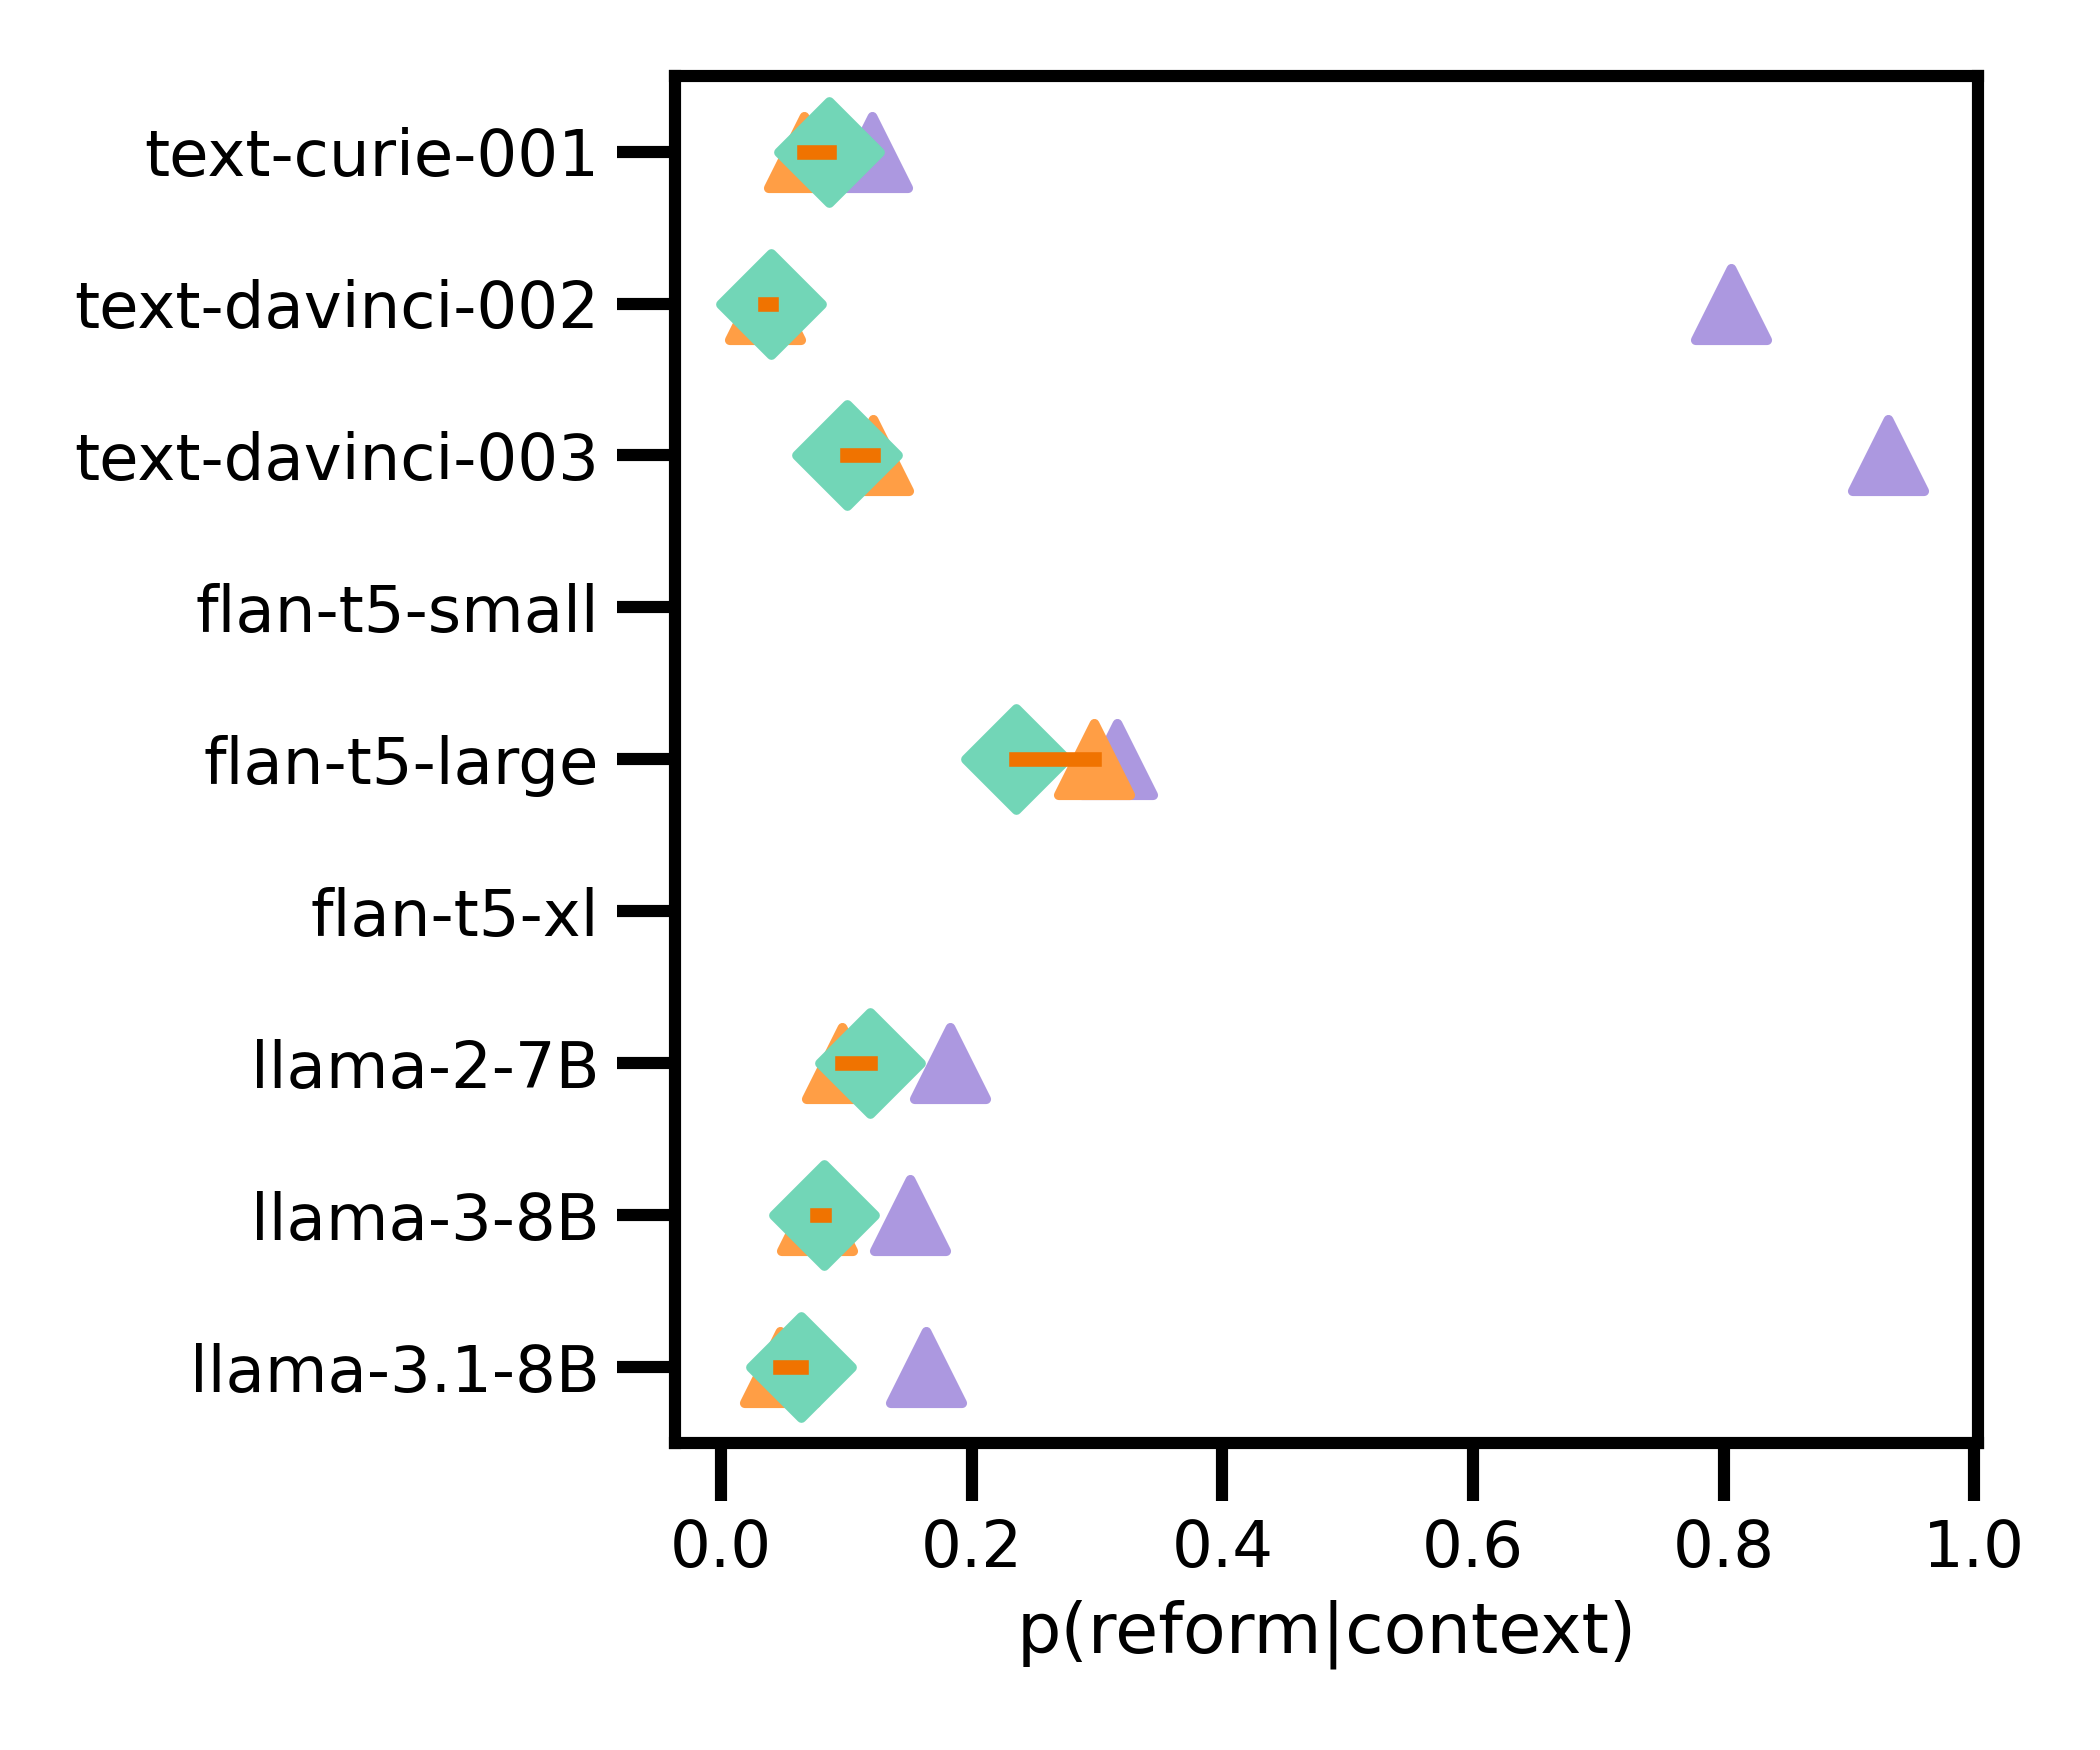 text-curie-001
text-davinci-002
text-davinci-003
flan-t5-small
flan-t5-large
flan-t5-xl
llama-2-7B
llama-3-8B
llama-3.1-8B
0.0 0.2 0.4 0.6 0.8 1.0
p(reform|context)